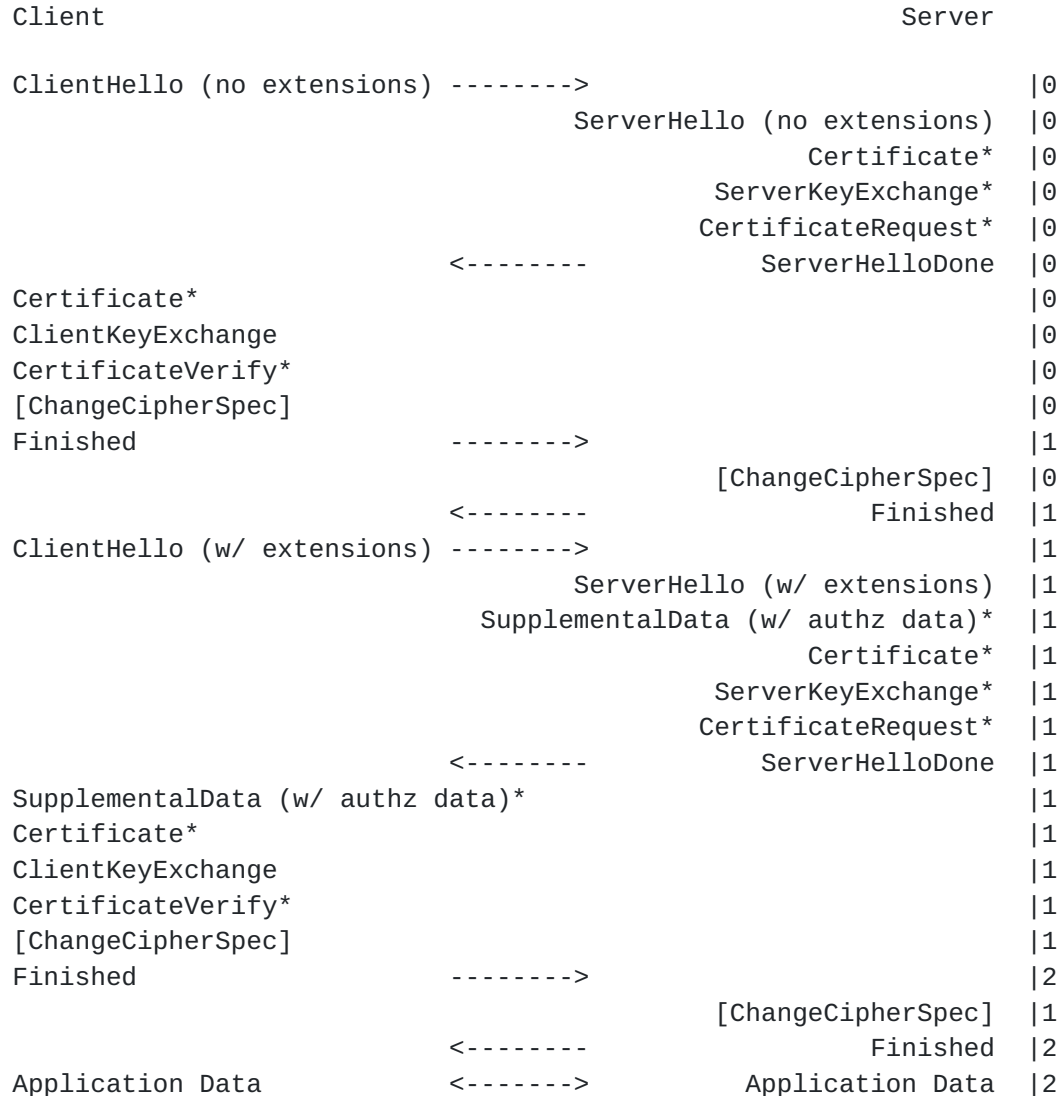 Client                                                   Server

ClientHello (no extensions) -------->                            |0
                                    ServerHello (no extensions)  |0
                                                   Certificate*  |0
                                             ServerKeyExchange*  |0
                                            CertificateRequest*  |0
                            <--------           ServerHelloDone  |0
Certificate*                                                     |0
ClientKeyExchange                                                |0
CertificateVerify*                                               |0
[ChangeCipherSpec]                                               |0
Finished                    -------->                            |1
                                             [ChangeCipherSpec]  |0
                            <--------                  Finished  |1
ClientHello (w/ extensions) -------->                            |1
                                    ServerHello (w/ extensions)  |1
                              SupplementalData (w/ authz data)*  |1
                                                   Certificate*  |1
                                             ServerKeyExchange*  |1
                                            CertificateRequest*  |1
                            <--------           ServerHelloDone  |1
SupplementalData (w/ authz data)*                                |1
Certificate*                                                     |1
ClientKeyExchange                                                |1
CertificateVerify*                                               |1
[ChangeCipherSpec]                                               |1
Finished                    -------->                            |2
                                             [ChangeCipherSpec]  |1
                            <--------                  Finished  |2
Application Data            <------->          Application Data  |2